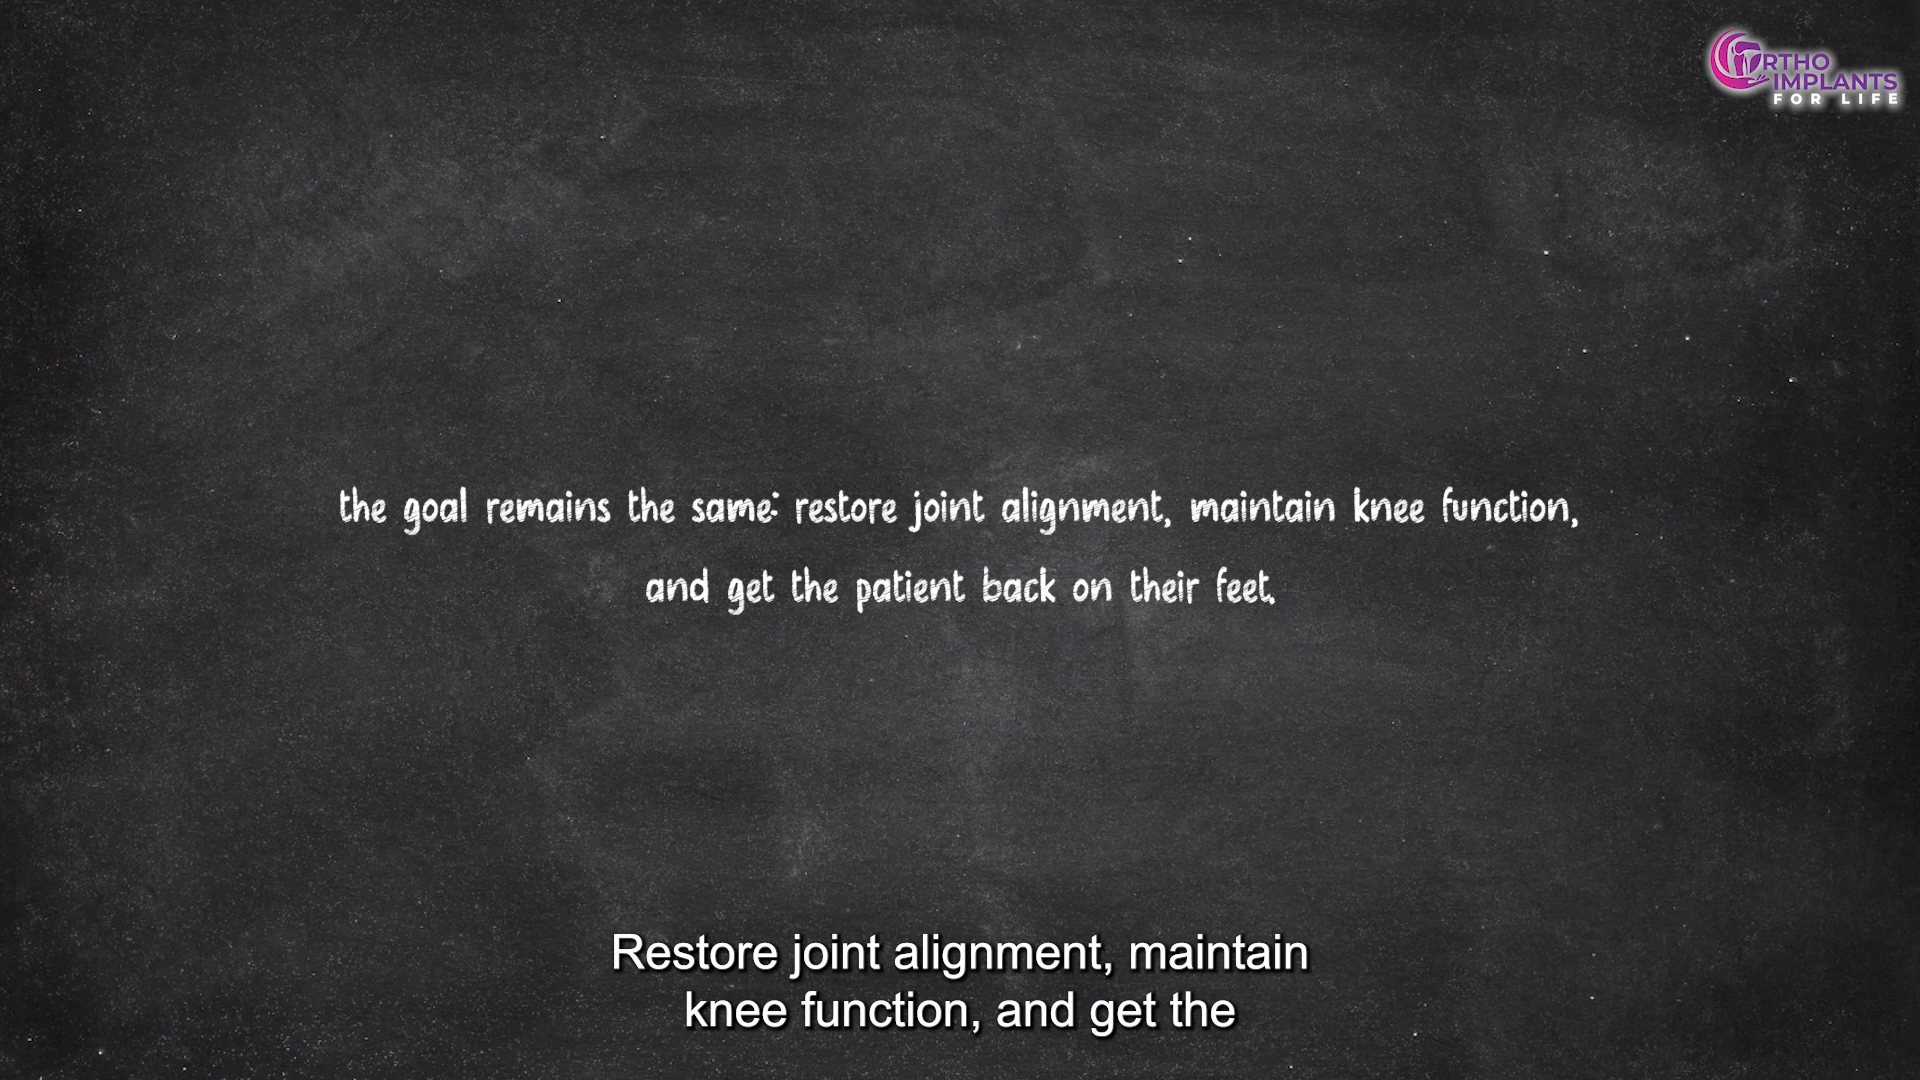 ORTHO
IMPLANTS
FOR LIFE
the goal remains the same: restore joint alignment, maintain knee function,
and get the patient back on their feet.
Restore joint alignment, maintain
knee function, and get the